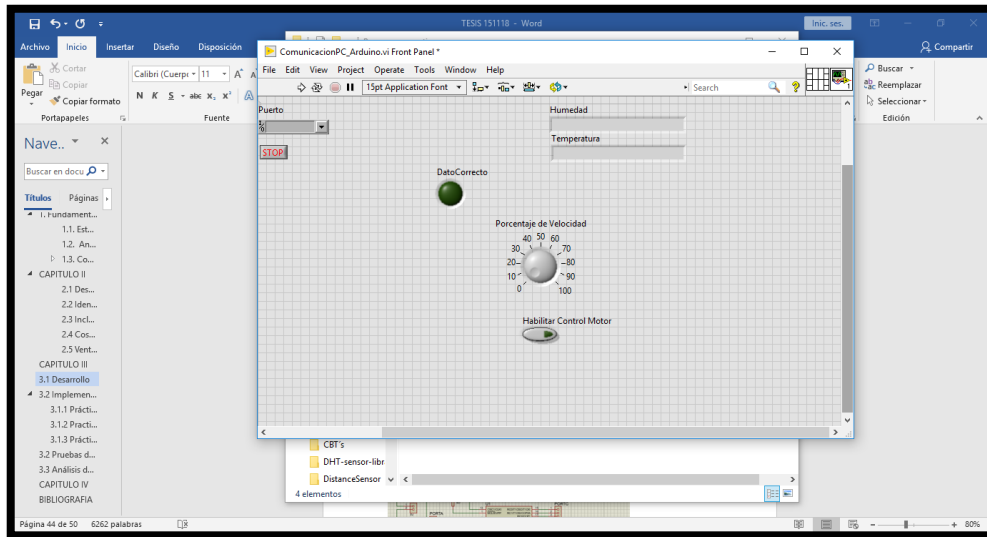 TESIS 151118 - Word
Inic. ses.
Archivo Inicio Insertar Diseño Disposición
Compartir
Cortar
Copiar
Pegar
Copiar formato
Portapapeles
Calibri (Cuerp 11 A A
N K S abc x₂ x² A
Fuente
Buscar
Reemplazar
Seleccionar
Edición
ComunicacionPC_Arduino.vi Front Panel *
File Edit View Project Operate Tools Window Help
15pt Application Font
Search
Puerto
STOP
Humedad
Temperatura
DatoCorrecto
Porcentaje de Velocidad
0 10 20 30 40 50 60 70 80 90 100
Habilitar Control Motor
Nave..
Buscar en docu
Títulos Páginas
1. Fundament...
1.1. Est...
1.2. An...
1.3. Co...
CAPITULO II
2.1 Des...
2.2 Iden...
2.3 Incl...
2.4 Cos...
2.5 Vent...
CAPITULO III
3.1 Desarrollo
3.2 Implemen...
3.1.1 Prácti...
3.1.2 Practi...
3.1.3 Prácti...
3.2 Pruebas d...
3.3 Análisis d...
CAPITULO IV
BIBLIOGRAFIA
CBT's
DHT-sensor-libr
DistanceSensor
4 elementos
Página 44 de 50 6262 palabras
80%